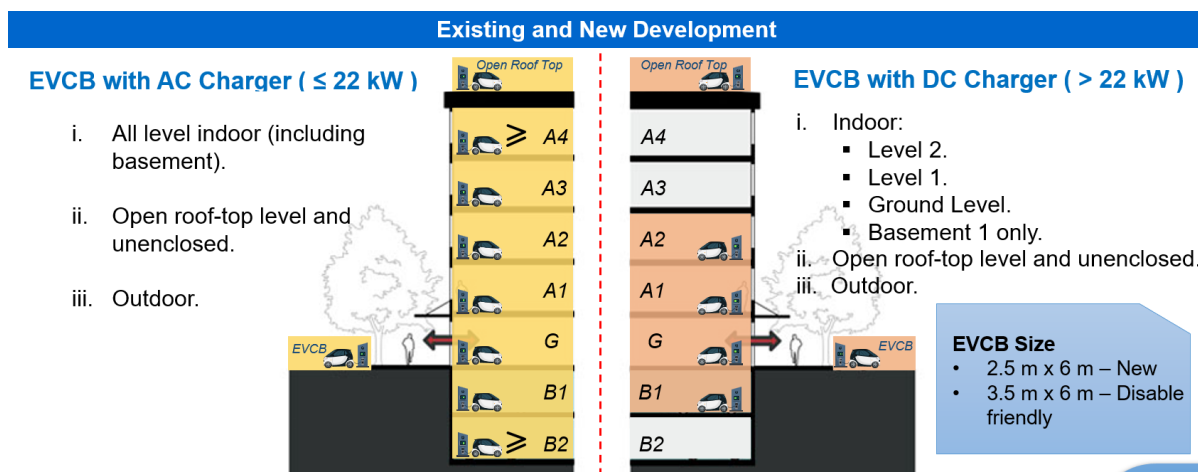 Existing and New Development
EVCB with AC Charger ( ≤ 22 kW )
i. All level indoor (including
basement).
ii. Open roof-top level and
unenclosed.
iii. Outdoor.
Open Roof Top
≥ A4
A3
A2
A1
G
B1
≥ B2
EVCB
Open Roof Top
A4
A3
A2
A1
G
B1
B2
EVCB
EVCB with DC Charger ( > 22 kW )
i. Indoor:
▪ Level 2.
▪ Level 1.
▪ Ground Level.
▪ Basement 1 only.
ii. Open roof-top level and unenclosed.
iii. Outdoor.
EVCB Size
• 2.5 m x 6 m – New
• 3.5 m x 6 m – Disable
friendly